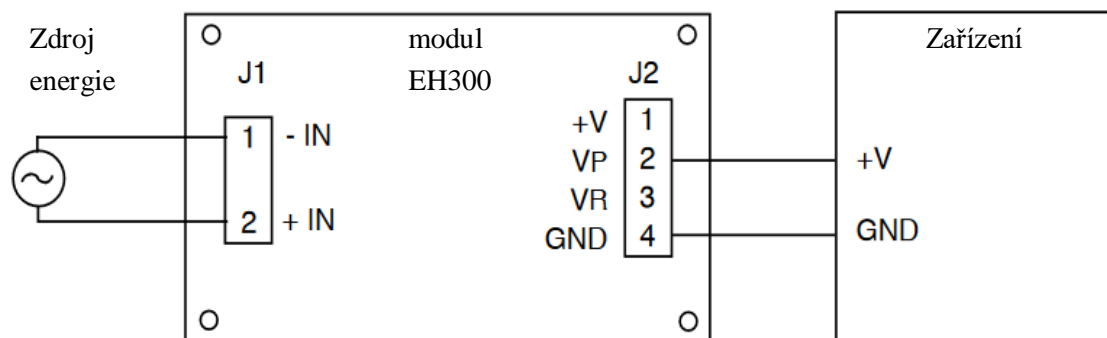 Zdroj
energie
modul
EH300
Zařízení
J1
J2
1
- IN
2
+ IN
+V
1
VP
2
VR
3
GND
4
+V
GND